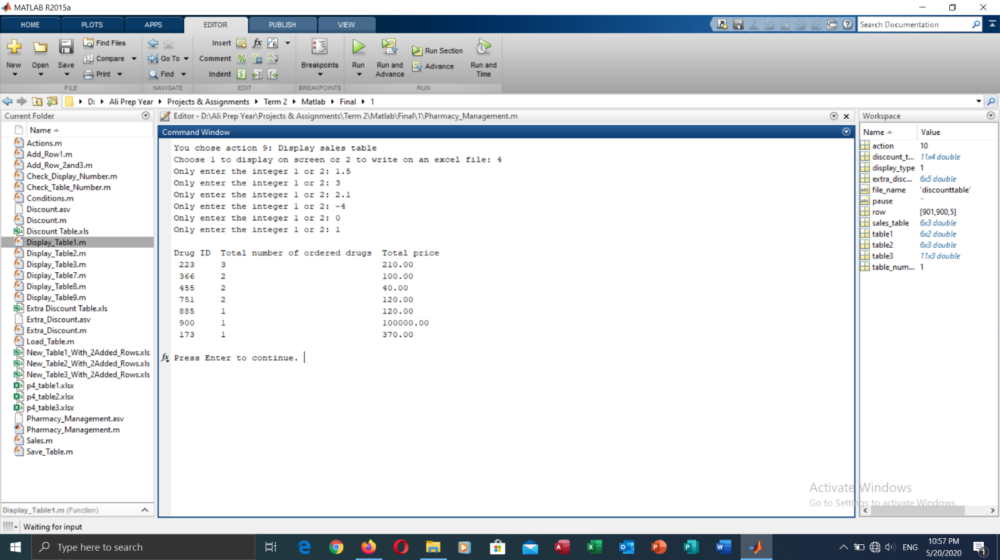 MATLAB R2015a
HOME PLOTS APPS EDITOR PUBLISH VIEW
Search Documentation
New Open Save
Find Files
Compare
Print
FILE
Go To
Find
NAVIGATE
Insert
Comment
Indent
EDIT
Breakpoints
BREAKPOINTS
Run
Run and Advance
Run Section
Advance
Run and Time
RUN
D: Ali Prep Year Projects & Assignments Term 2 Matlab Final 1
Current Folder
Name
Actions.m
Add_Row1.m
Add_Row_2and3.m
Check_Display_Number.m
Check_Table_Number.m
Conditions.m
Discount.asv
Discount.m
Discount Table.xls
Display_Table1.m
Display_Table2.m
Display_Table3.m
Display_Table7.m
Display_Table8.m
Display_Table9.m
Extra Discount Table.xls
Extra_Discount.asv
Extra_Discount.m
Load_Table.m
New_Table1_With_2Added_Rows.xls
New_Table2_With_2Added_Rows.xls
New_Table3_With_2Added_Rows.xls
p4_table1.xlsx
p4_table2.xlsx
p4_table3.xlsx
Pharmacy_Management.asv
Pharmacy_Management.m
Sales.m
Save_Table.m
Display_Table1.m (Function)
Waiting for input
Editor - D:\Ali Prep Year\Projects & Assignments\Term 2\Matlab\Final\1\Pharmacy_Management.m
Command Window
You chose action 9: Display sales table
Choose 1 to display on screen or 2 to write on an excel file: 4
Only enter the integer 1 or 2: 1.5
Only enter the integer 1 or 2: 3
Only enter the integer 1 or 2: 2.1
Only enter the integer 1 or 2: -4
Only enter the integer 1 or 2: 0
Only enter the integer 1 or 2: 1
Drug ID Total number of ordered drugs Total price
223 3 210.00
366 2 100.00
455 2 40.00
751 2 120.00
885 1 120.00
900 1 100000.00
173 1 370.00
fx Press Enter to continue.
Workspace
Name Value
action 10
discount_t... 11x4 double
display_type 1
extra_disc... 6x5 double
file_name 'discounttable'
pause ''
row [901,900,5]
sales_table 6x3 double
table1 6x2 double
table2 6x3 double
table3 11x3 double
table_num... 1
Activate Windows
Go to Settings to activate Windows.
Type here to search
ENG
10:57 PM
5/20/2020
1